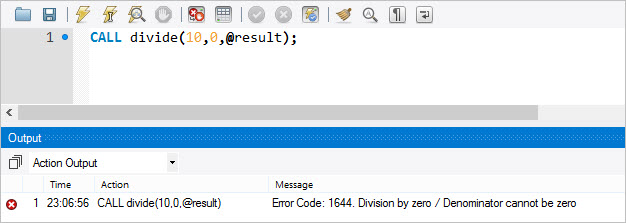 1 CALL divide(10,0,@result);
Output
Action Output
Time Action Message
1 23:06:56 CALL divide(10,0,@result) Error Code: 1644. Division by zero / Denominator cannot be zero